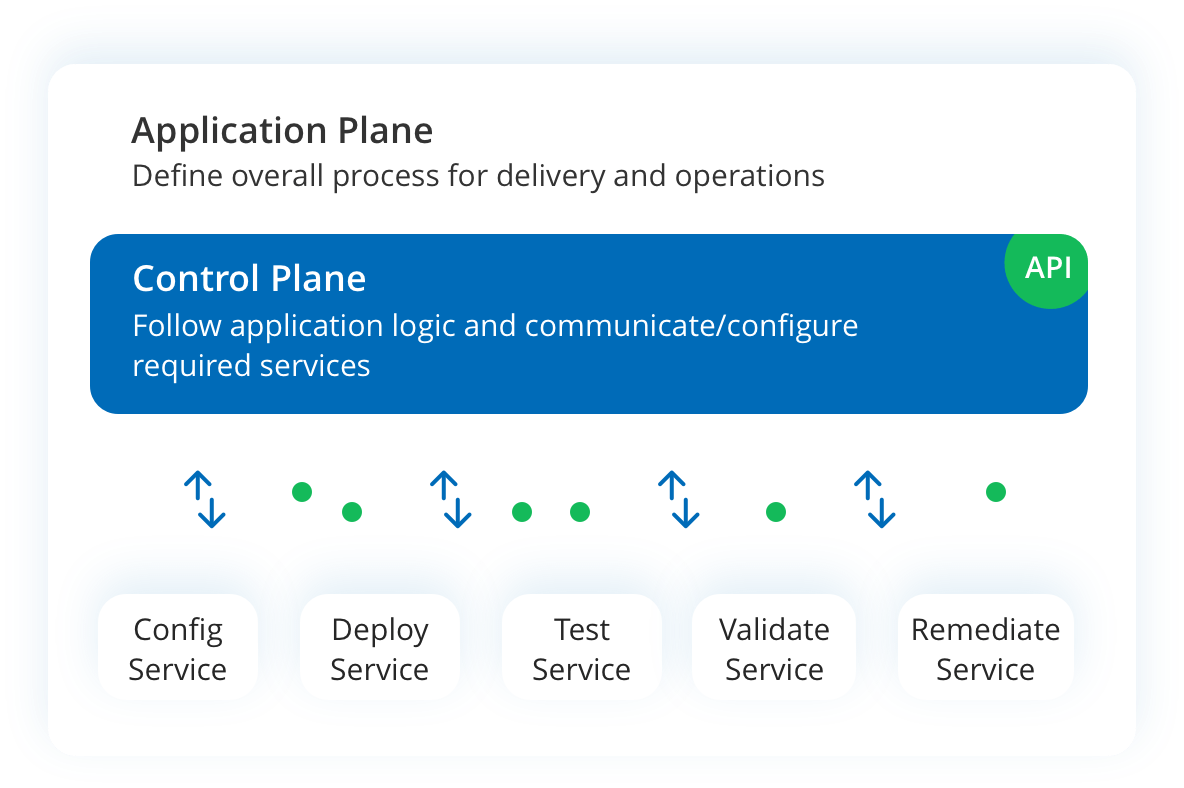 Application Plane
Define overall process for delivery and operations
API
Control Plane
Follow application logic and communicate/configure
required services
Config
Service
Deploy
Service
Test
Service
Validate
Service
Remediate
Service